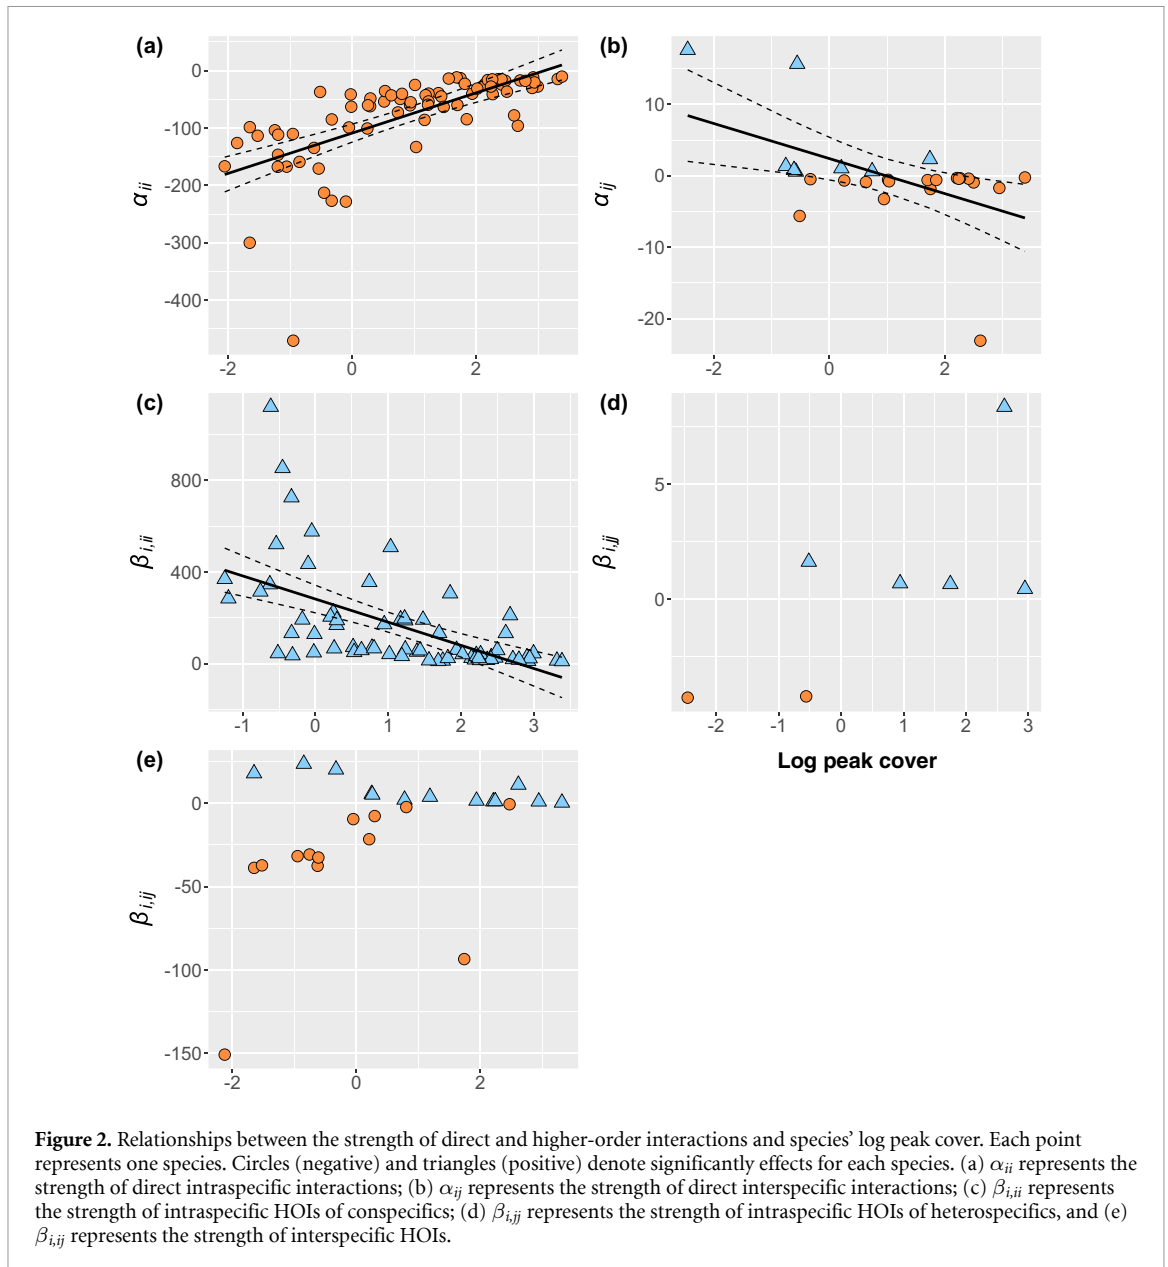 (a)
0
-100
-200
-300
-400
α ii
-2 0 2
(b)
10
0
-10
-20
α ij
-2 0 2
(c)
800
400
0
β i,ii
-1 0 1 2 3
(d)
5
0
β i,jj
-2 -1 0 1 2 3
Log peak cover
(e)
0
-50
-100
-150
β i,ij
-2 0 2
Figure 2. Relationships between the strength of direct and higher-order interactions and species' log peak cover. Each point
represents one species. Circles (negative) and triangles (positive) denote significantly effects for each species. (a) αii represents the
strength of direct intraspecific interactions; (b) αij represents the strength of direct interspecific interactions; (c) βi,ii represents
the strength of intraspecific HOIs of conspecifics; (d) βi,jj represents the strength of intraspecific HOIs of heterospecifics, and (e)
βi,ij represents the strength of interspecific HOIs.